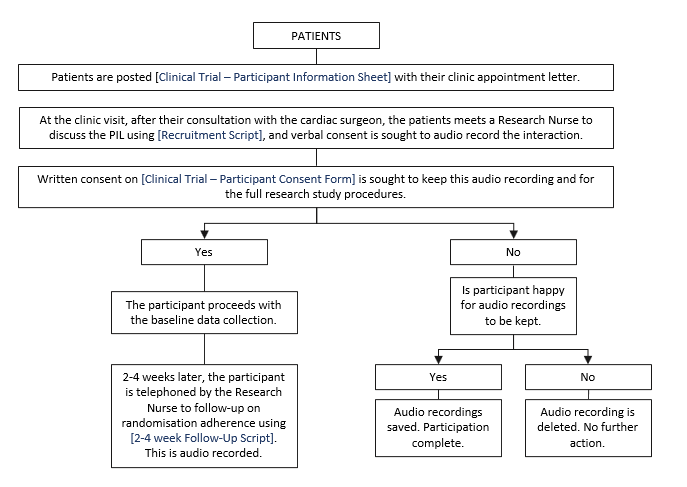 PATIENTS
Patients are posted [Clinical Trial – Participant Information Sheet] with their clinic appointment letter.
At the clinic visit, after their consultation with the cardiac surgeon, the patients meets a Research Nurse to
discuss the PIL using [Recruitment Script], and verbal consent is sought to audio record the interaction.
Written consent on [Clinical Trial – Participant Consent Form] is sought to keep this audio recording and for
the full research study procedures.
Yes
No
The participant proceeds with
the baseline data collection.
Is participant happy
for audio recordings
to be kept.
2-4 weeks later, the participant
is telephoned by the Research
Nurse to follow-up on
randomisation adherence using
[2-4 week Follow-Up Script].
This is audio recorded.
Yes
No
Audio recordings
saved. Participation
complete.
Audio recording is
deleted. No further
action.